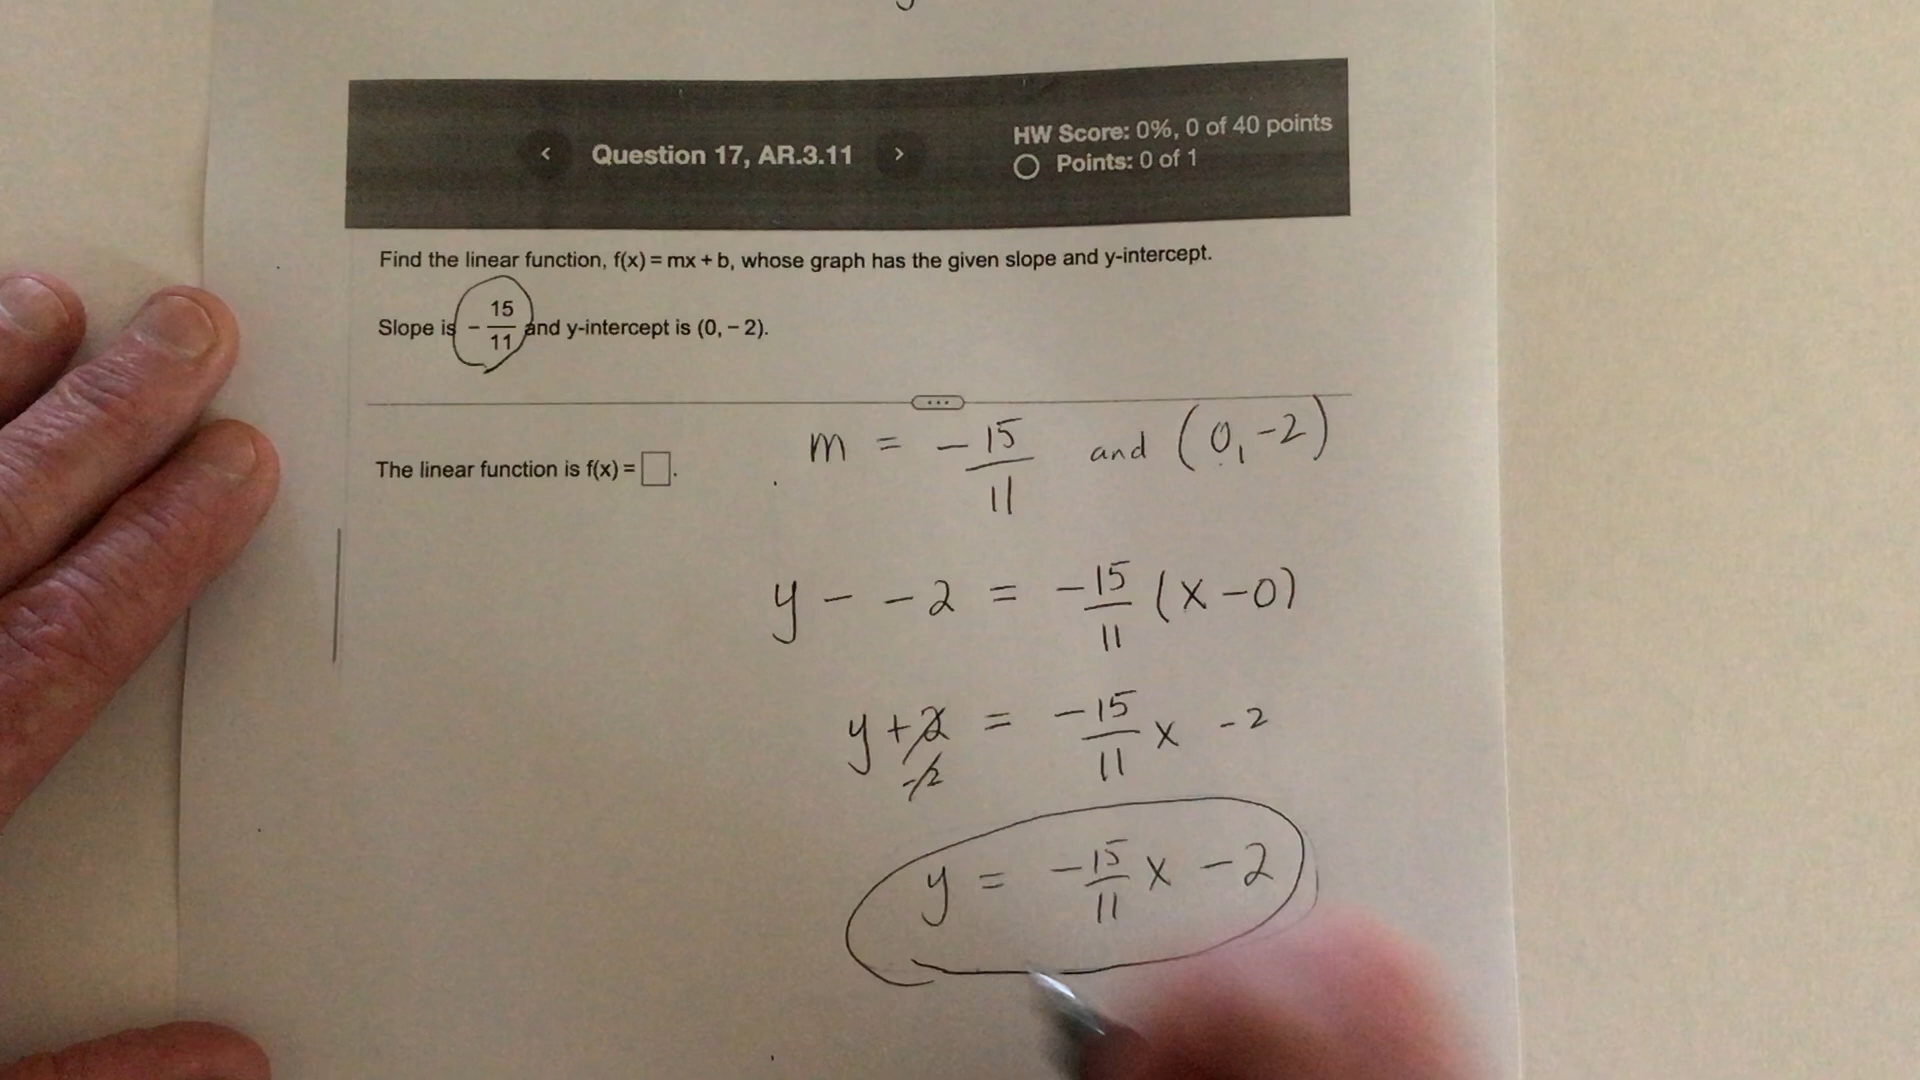 < Question 17, AR.3.11 >
HW Score: 0%, 0 of 40 points
Points: 0 of 1
Find the linear function, f(x) = mx + b, whose graph has the given slope and y-intercept.
Slope is - 15/11 and y-intercept is (0, - 2).
The linear function is f(x) = .
m = -15/11 and (0,-2)
y - -2 = -15/11 (x-0)
y+2 = -15/11 x -2
-2
y = -15/11 x -2